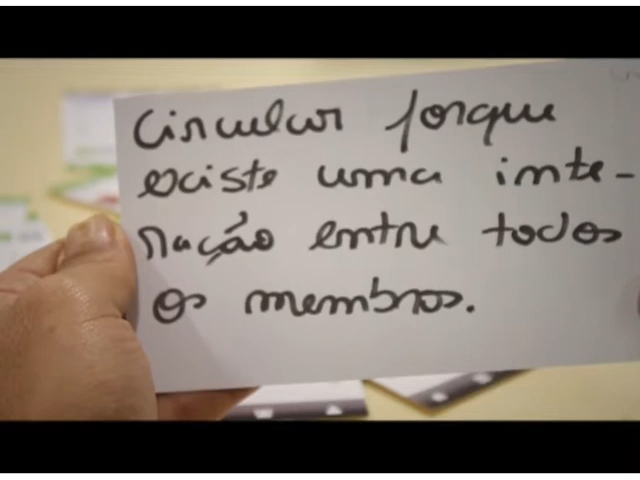 Circular porque
existe uma inte-
ração entre todos
os membros.